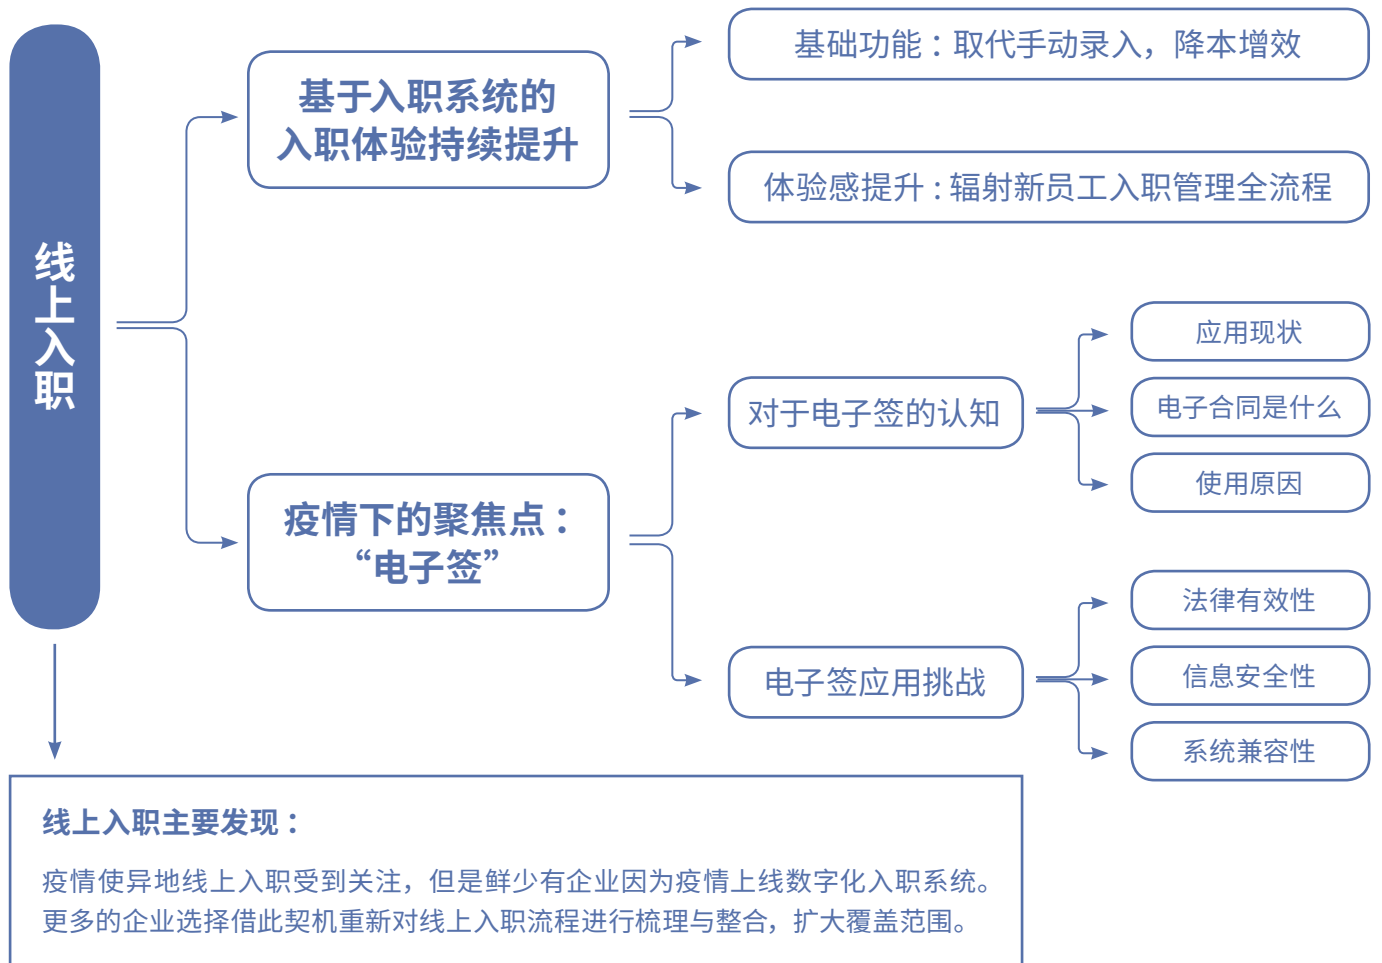 线上入职
基于入职系统的
入职体验持续提升
基础功能：取代手动录入，降本增效
体验感提升：辐射新员工入职管理全流程
疫情下的聚焦点：
“电子签”
对于电子签的认知
应用现状
电子合同是什么
使用原因
电子签应用挑战
法律有效性
信息安全性
系统兼容性
线上入职主要发现：
疫情使异地线上入职受到关注，但是鲜少有企业因为疫情上线数字化入职系统。
更多的企业选择借此契机重新对线上入职流程进行梳理与整合，扩大覆盖范围。